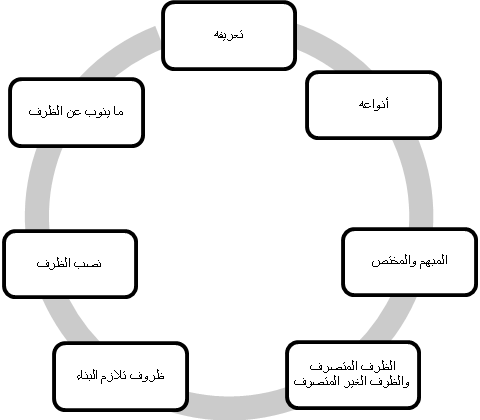 تعريفه
أنواعه
المبهم والمختص
الظرف المتصرف
والظرف الغير المتصرف
ظروف تلازم البناء
نصب الظرف
ما ينوب عن الظرف